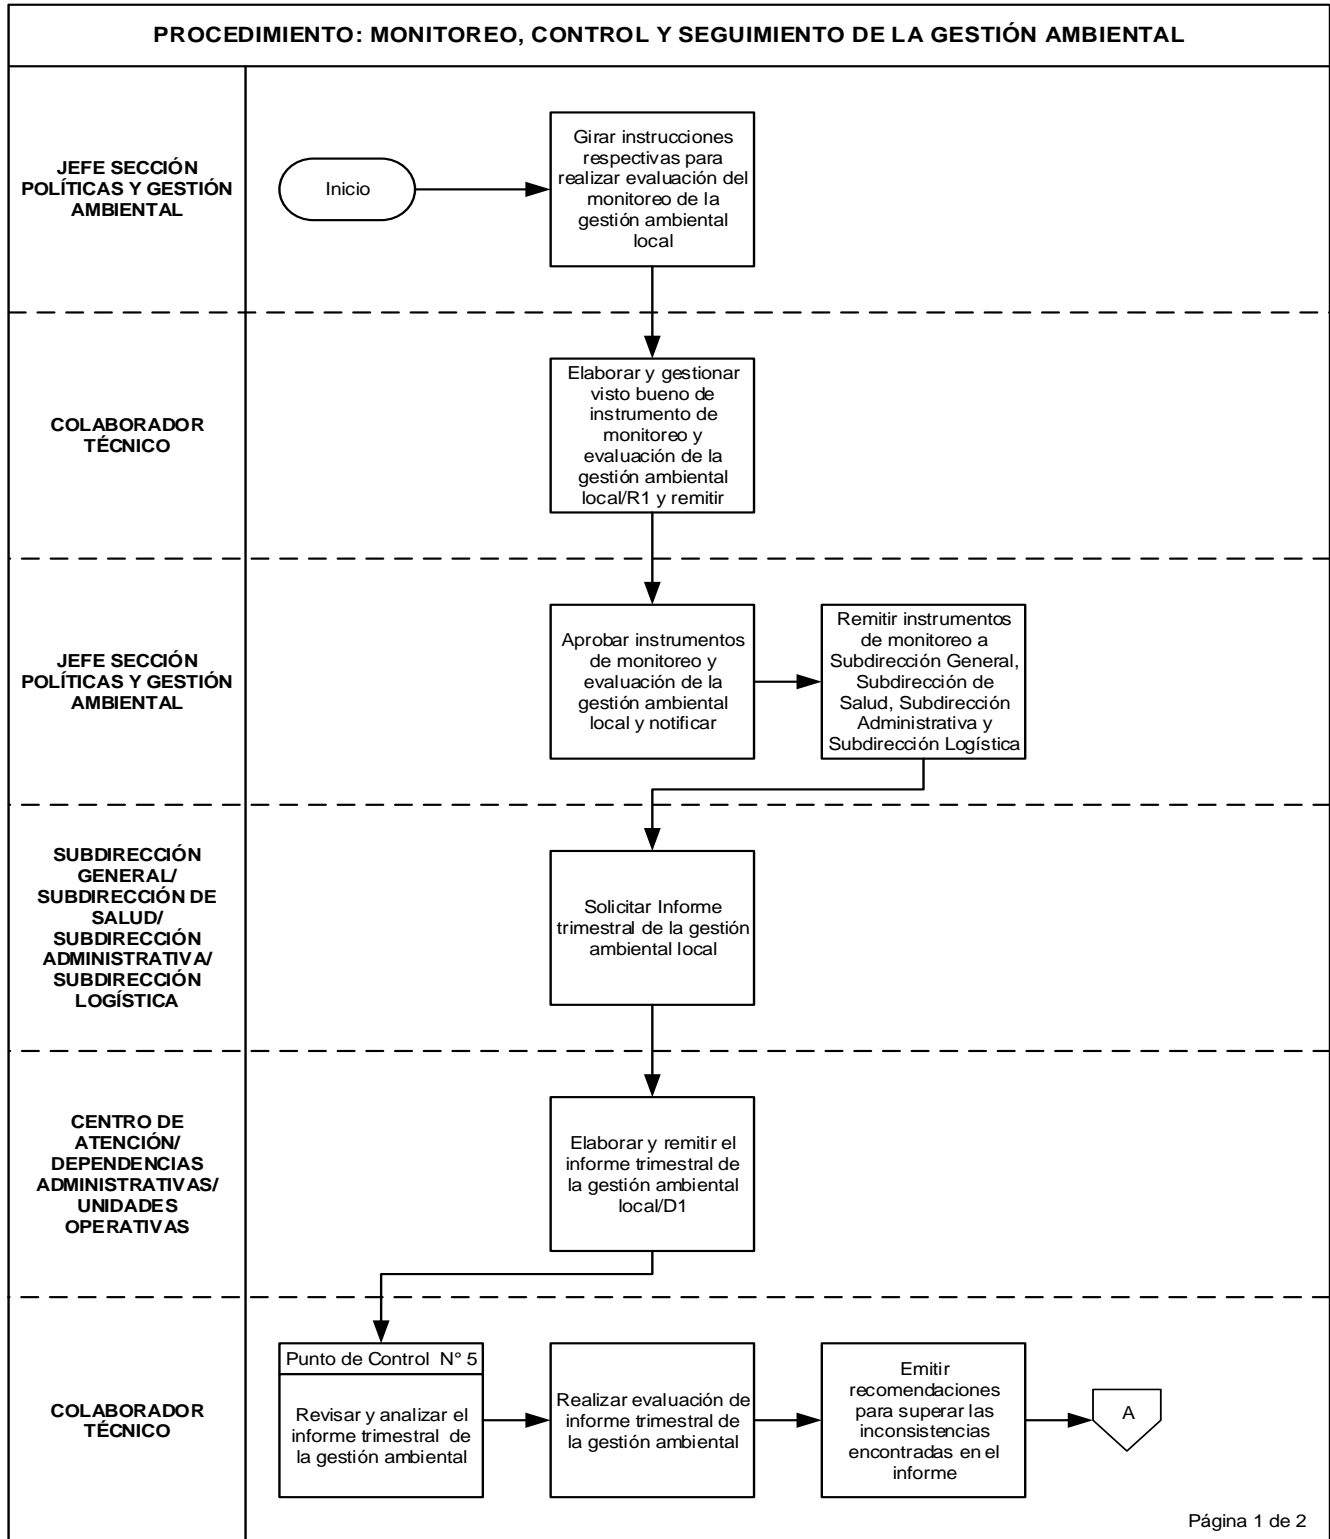 PROCEDIMIENTO: MONITOREO, CONTROL Y SEGUIMIENTO DE LA GESTIÓN AMBIENTAL
JEFE SECCIÓN
POLÍTICAS Y GESTIÓN
AMBIENTAL
Inicio
Girar instrucciones
respectivas para
realizar evaluación del
monitoreo de la
gestión ambiental
local
COLABORADOR
TÉCNICO
Elaborar y gestionar
visto bueno de
instrumento de
monitoreo y
evaluación de la
gestión ambiental
local/R1 y remitir
JEFE SECCIÓN
POLÍTICAS Y GESTIÓN
AMBIENTAL
Aprobar instrumentos
de monitoreo y
evaluación de la
gestión ambiental
local y notificar
Remitir instrumentos
de monitoreo a
Subdirección General,
Subdirección de
Salud, Subdirección
Administrativa y
Subdirección Logística
SUBDIRECCIÓN
GENERAL/
SUBDIRECCIÓN DE
SALUD/
SUBDIRECCIÓN
ADMINISTRATIVA/
SUBDIRECCIÓN
LOGÍSTICA
Solicitar Informe
trimestral de la gestión
ambiental local
CENTRO DE
ATENCIÓN/
DEPENDENCIAS
ADMINISTRATIVAS/
UNIDADES
OPERATIVAS
Elaborar y remitir el
informe trimestral de
la gestión ambiental
local/D1
COLABORADOR
TÉCNICO
Punto de Control N° 5
Revisar y analizar el
informe trimestral de
la gestión ambiental
Realizar evaluación de
informe trimestral de
la gestión ambiental
Emitir
recomendaciones
para superar las
inconsistencias
encontradas en el
informe
A
Página 1 de 2